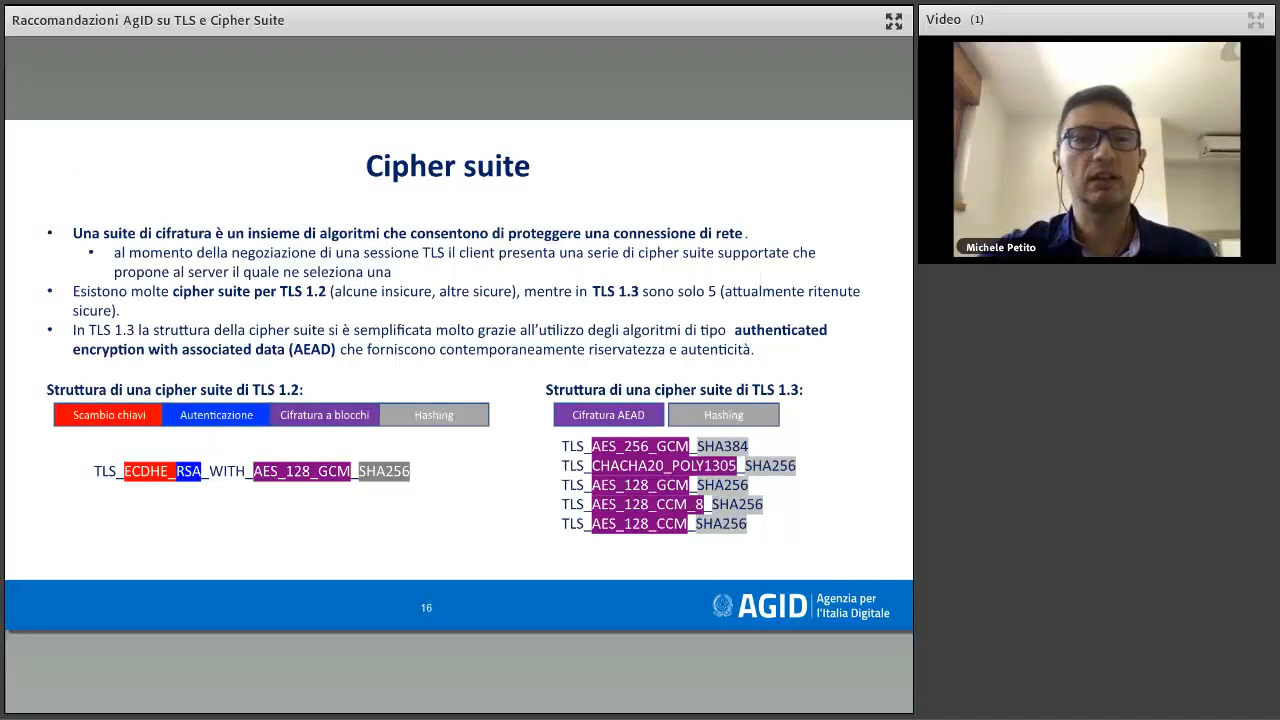 Raccomandazioni AgID su TLS e Cipher Suite
Video (1)
Michele Petito
Cipher suite
• Una suite di cifratura è un insieme di algoritmi che consentono di proteggere una connessione di rete.
• al momento della negoziazione di una sessione TLS il client presenta una serie di cipher suite supportate che
propone al server il quale ne seleziona una
• Esistono molte cipher suite per TLS 1.2 (alcune insicure, altre sicure), mentre in TLS 1.3 sono solo 5 (attualmente ritenute
sicure).
• In TLS 1.3 la struttura della cipher suite si è semplificata molto grazie all'utilizzo degli algoritmi di tipo authenticated
encryption with associated data (AEAD) che forniscono contemporaneamente riservatezza e autenticità.
Struttura di una cipher suite di TLS 1.2:
Scambio chiavi Autenticazione Cifratura a blocchi Hashing
TLS_ECDHE_RSA_WITH_AES_128_GCM_SHA256
Struttura di una cipher suite di TLS 1.3:
Cifratura AEAD Hashing
TLS_AES_256_GCM_SHA384
TLS_CHACHA20_POLY1305_SHA256
TLS_AES_128_GCM_SHA256
TLS_AES_128_CCM_8_SHA256
TLS_AES_128_CCM_SHA256
16
AGID
Agenzia per
l'Italia Digitale